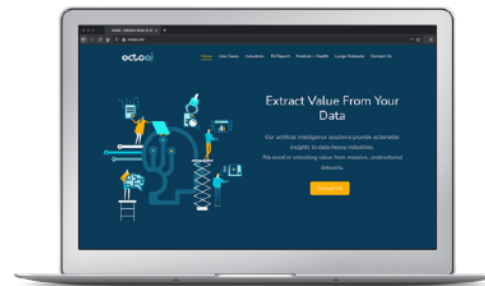 octoai
Home Use Cases Industries BI Report Medical + Health Large Datasets Contact Us
Extract Value From Your
Data
Our artificial intelligence solutions provide actionable
insights to data-heavy industries.
We excel in unlocking value from massive, unstructured
datasets.
Contact Us